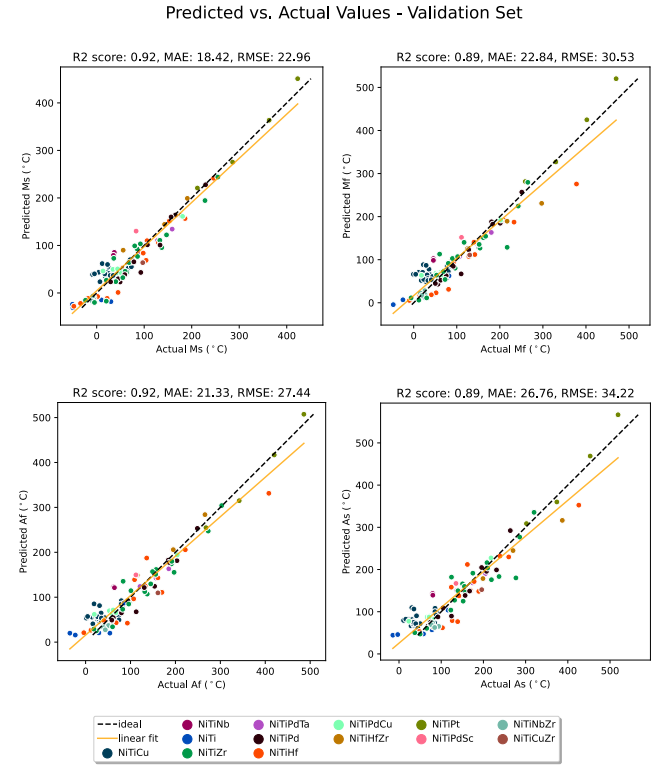 Predicted vs. Actual Values - Validation Set
R2 score: 0.92, MAE: 18.42, RMSE: 22.96
Predicted Ms (°C)
400
300
200
100
0
0 100 200 300 400
Actual Ms (°C)
R2 score: 0.89, MAE: 22.84, RMSE: 30.53
Predicted Mf (°C)
500
400
300
200
100
0
0 100 200 300 400 500
Actual Mf (°C)
R2 score: 0.92, MAE: 21.33, RMSE: 27.44
Predicted Af (°C)
500
400
300
200
100
0
0 100 200 300 400 500
Actual Af (°C)
R2 score: 0.89, MAE: 26.76, RMSE: 34.22
Predicted As (°C)
500
400
300
200
100
0
0 100 200 300 400 500
Actual As (°C)
ideal NiTiNb NiTiPdTa NiTiPdCu NiTiPt NiTiNbZr
linear fit NiTi NiTiPd NiTiHfZr NiTiPdSc NiTiCuZr
NiTiCu NiTiZr NiTiHf